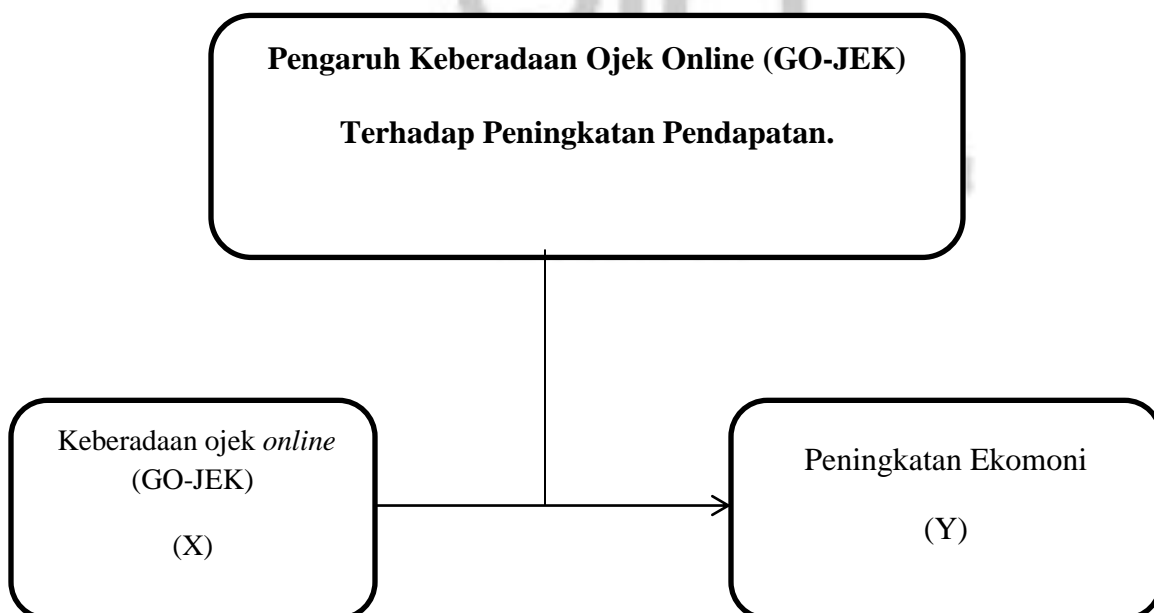 Pengaruh Keberadaan Ojek Online (GO-JEK)
Terhadap Peningkatan Pendapatan.
Keberadaan ojek online
(GO-JEK)
(X)
Peningkatan Ekomoni
(Y)